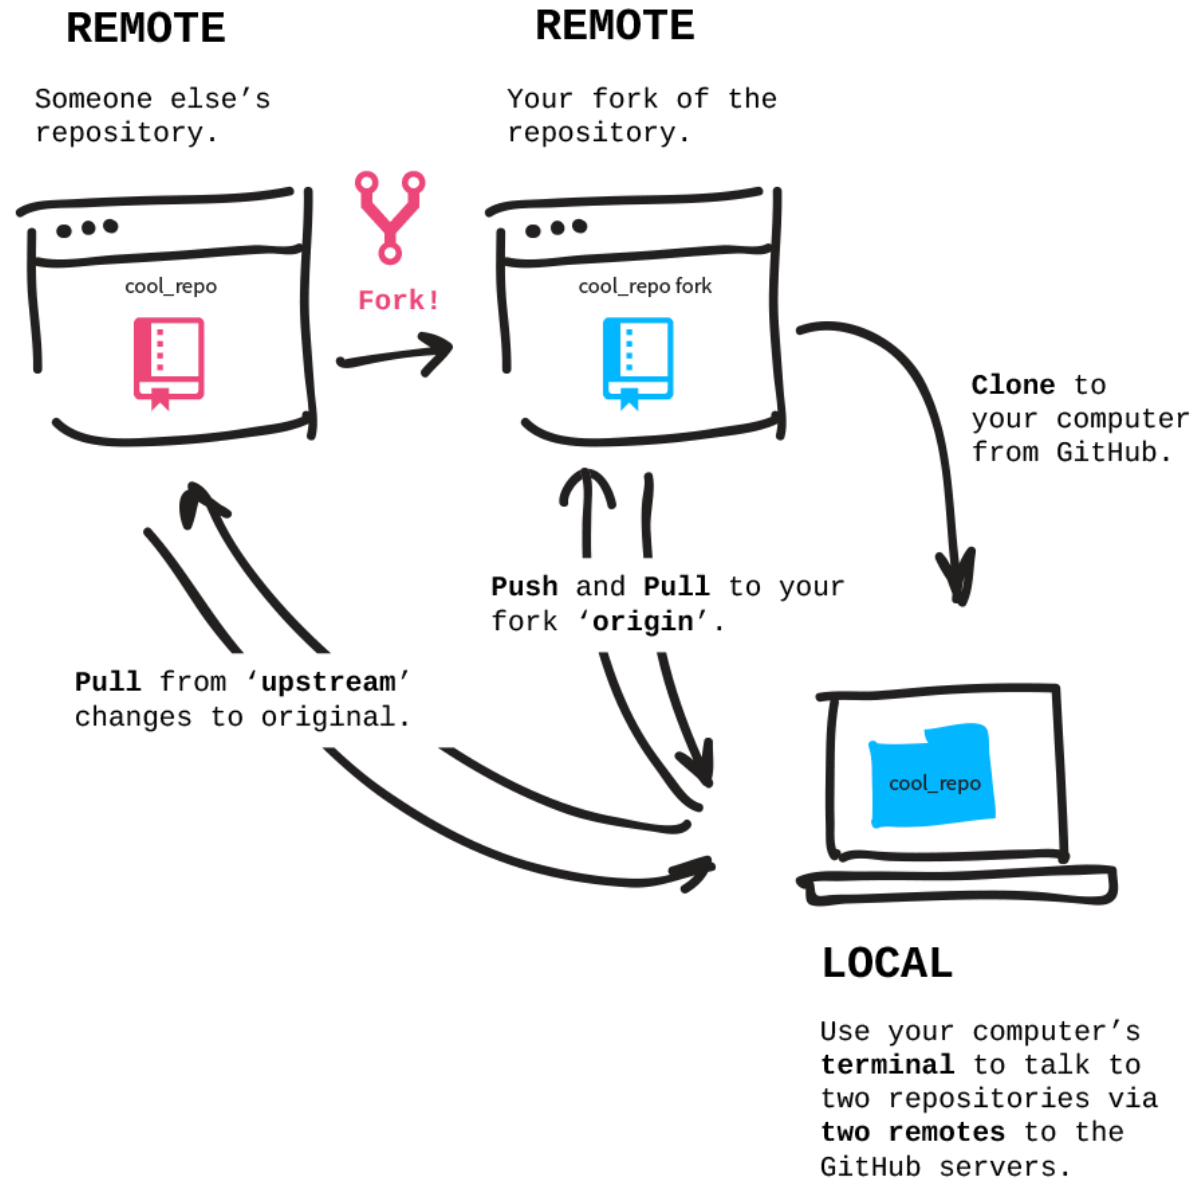 REMOTE
Someone else’s
repository.
cool_repo
Fork!
REMOTE
Your fork of the
repository.
cool_repo fork
Clone to
your computer
from GitHub.
Push and Pull to your
fork ‘origin’.
Pull from ‘upstream’
changes to original.
cool_repo
LOCAL
Use your computer’s
terminal to talk to
two repositories via
two remotes to the
GitHub servers.